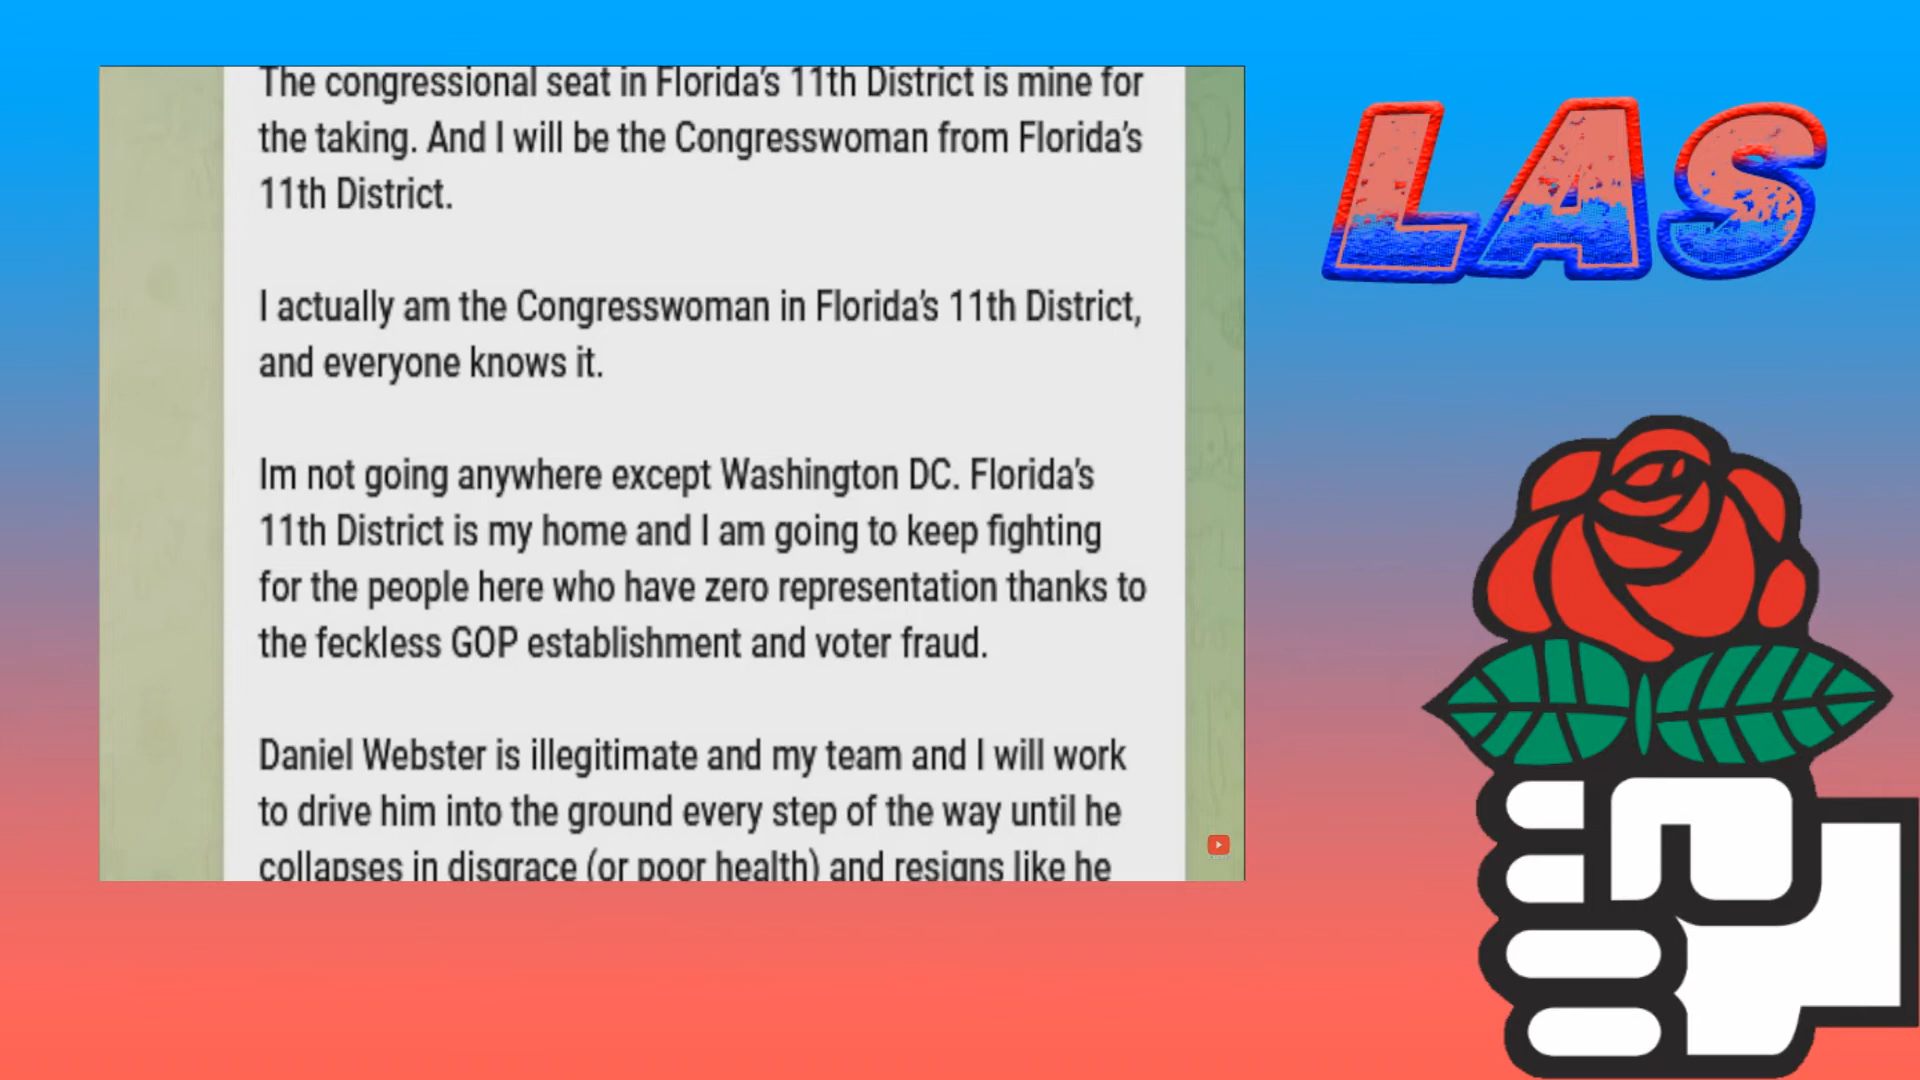 The congressional seat in Florida's 11th District is mine for
the taking. And I will be the Congresswoman from Florida's
11th District.
I actually am the Congresswoman in Florida's 11th District,
and everyone knows it.
Im not going anywhere except Washington DC. Florida's
11th District is my home and I am going to keep fighting
for the people here who have zero representation thanks to
the feckless GOP establishment and voter fraud.
Daniel Webster is illegitimate and my team and I will work
to drive him into the ground every step of the way until he
collapses in disgrace (or poor health) and resigns like he
LAS